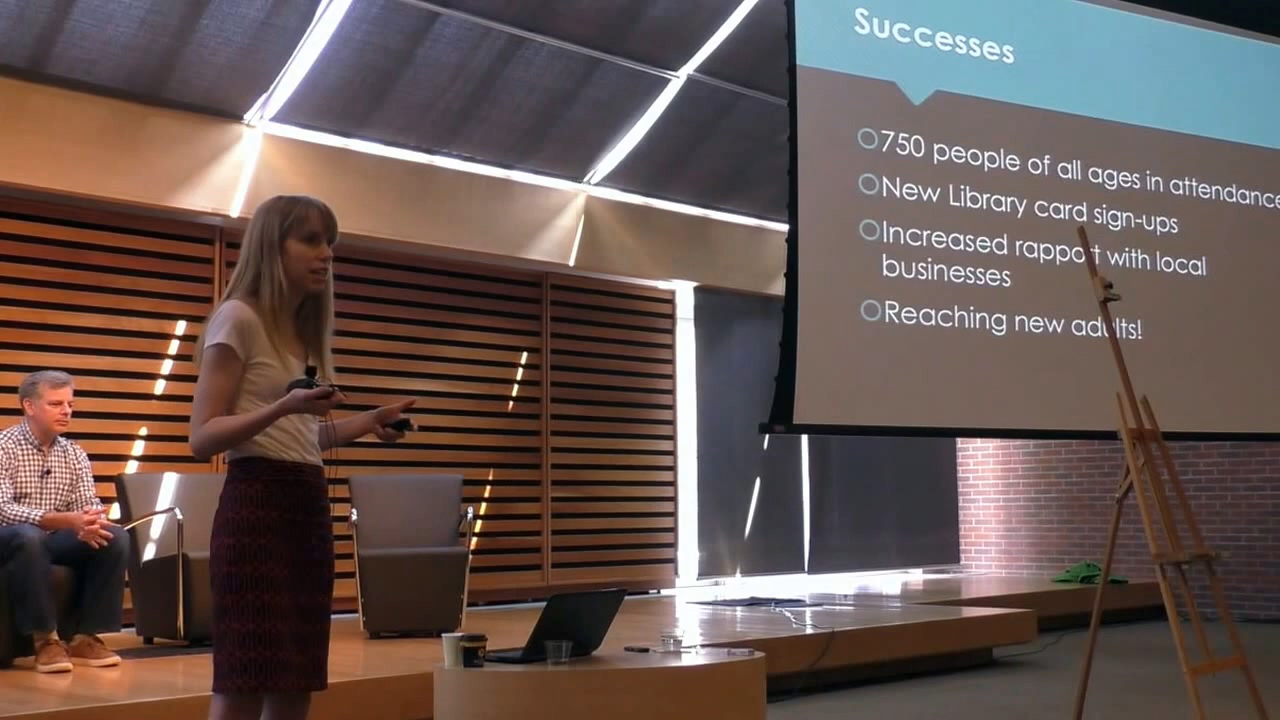 Successes
750 people of all ages in attendance
New Library card sign-ups
Increased rapport with local
businesses
Reaching new adults!